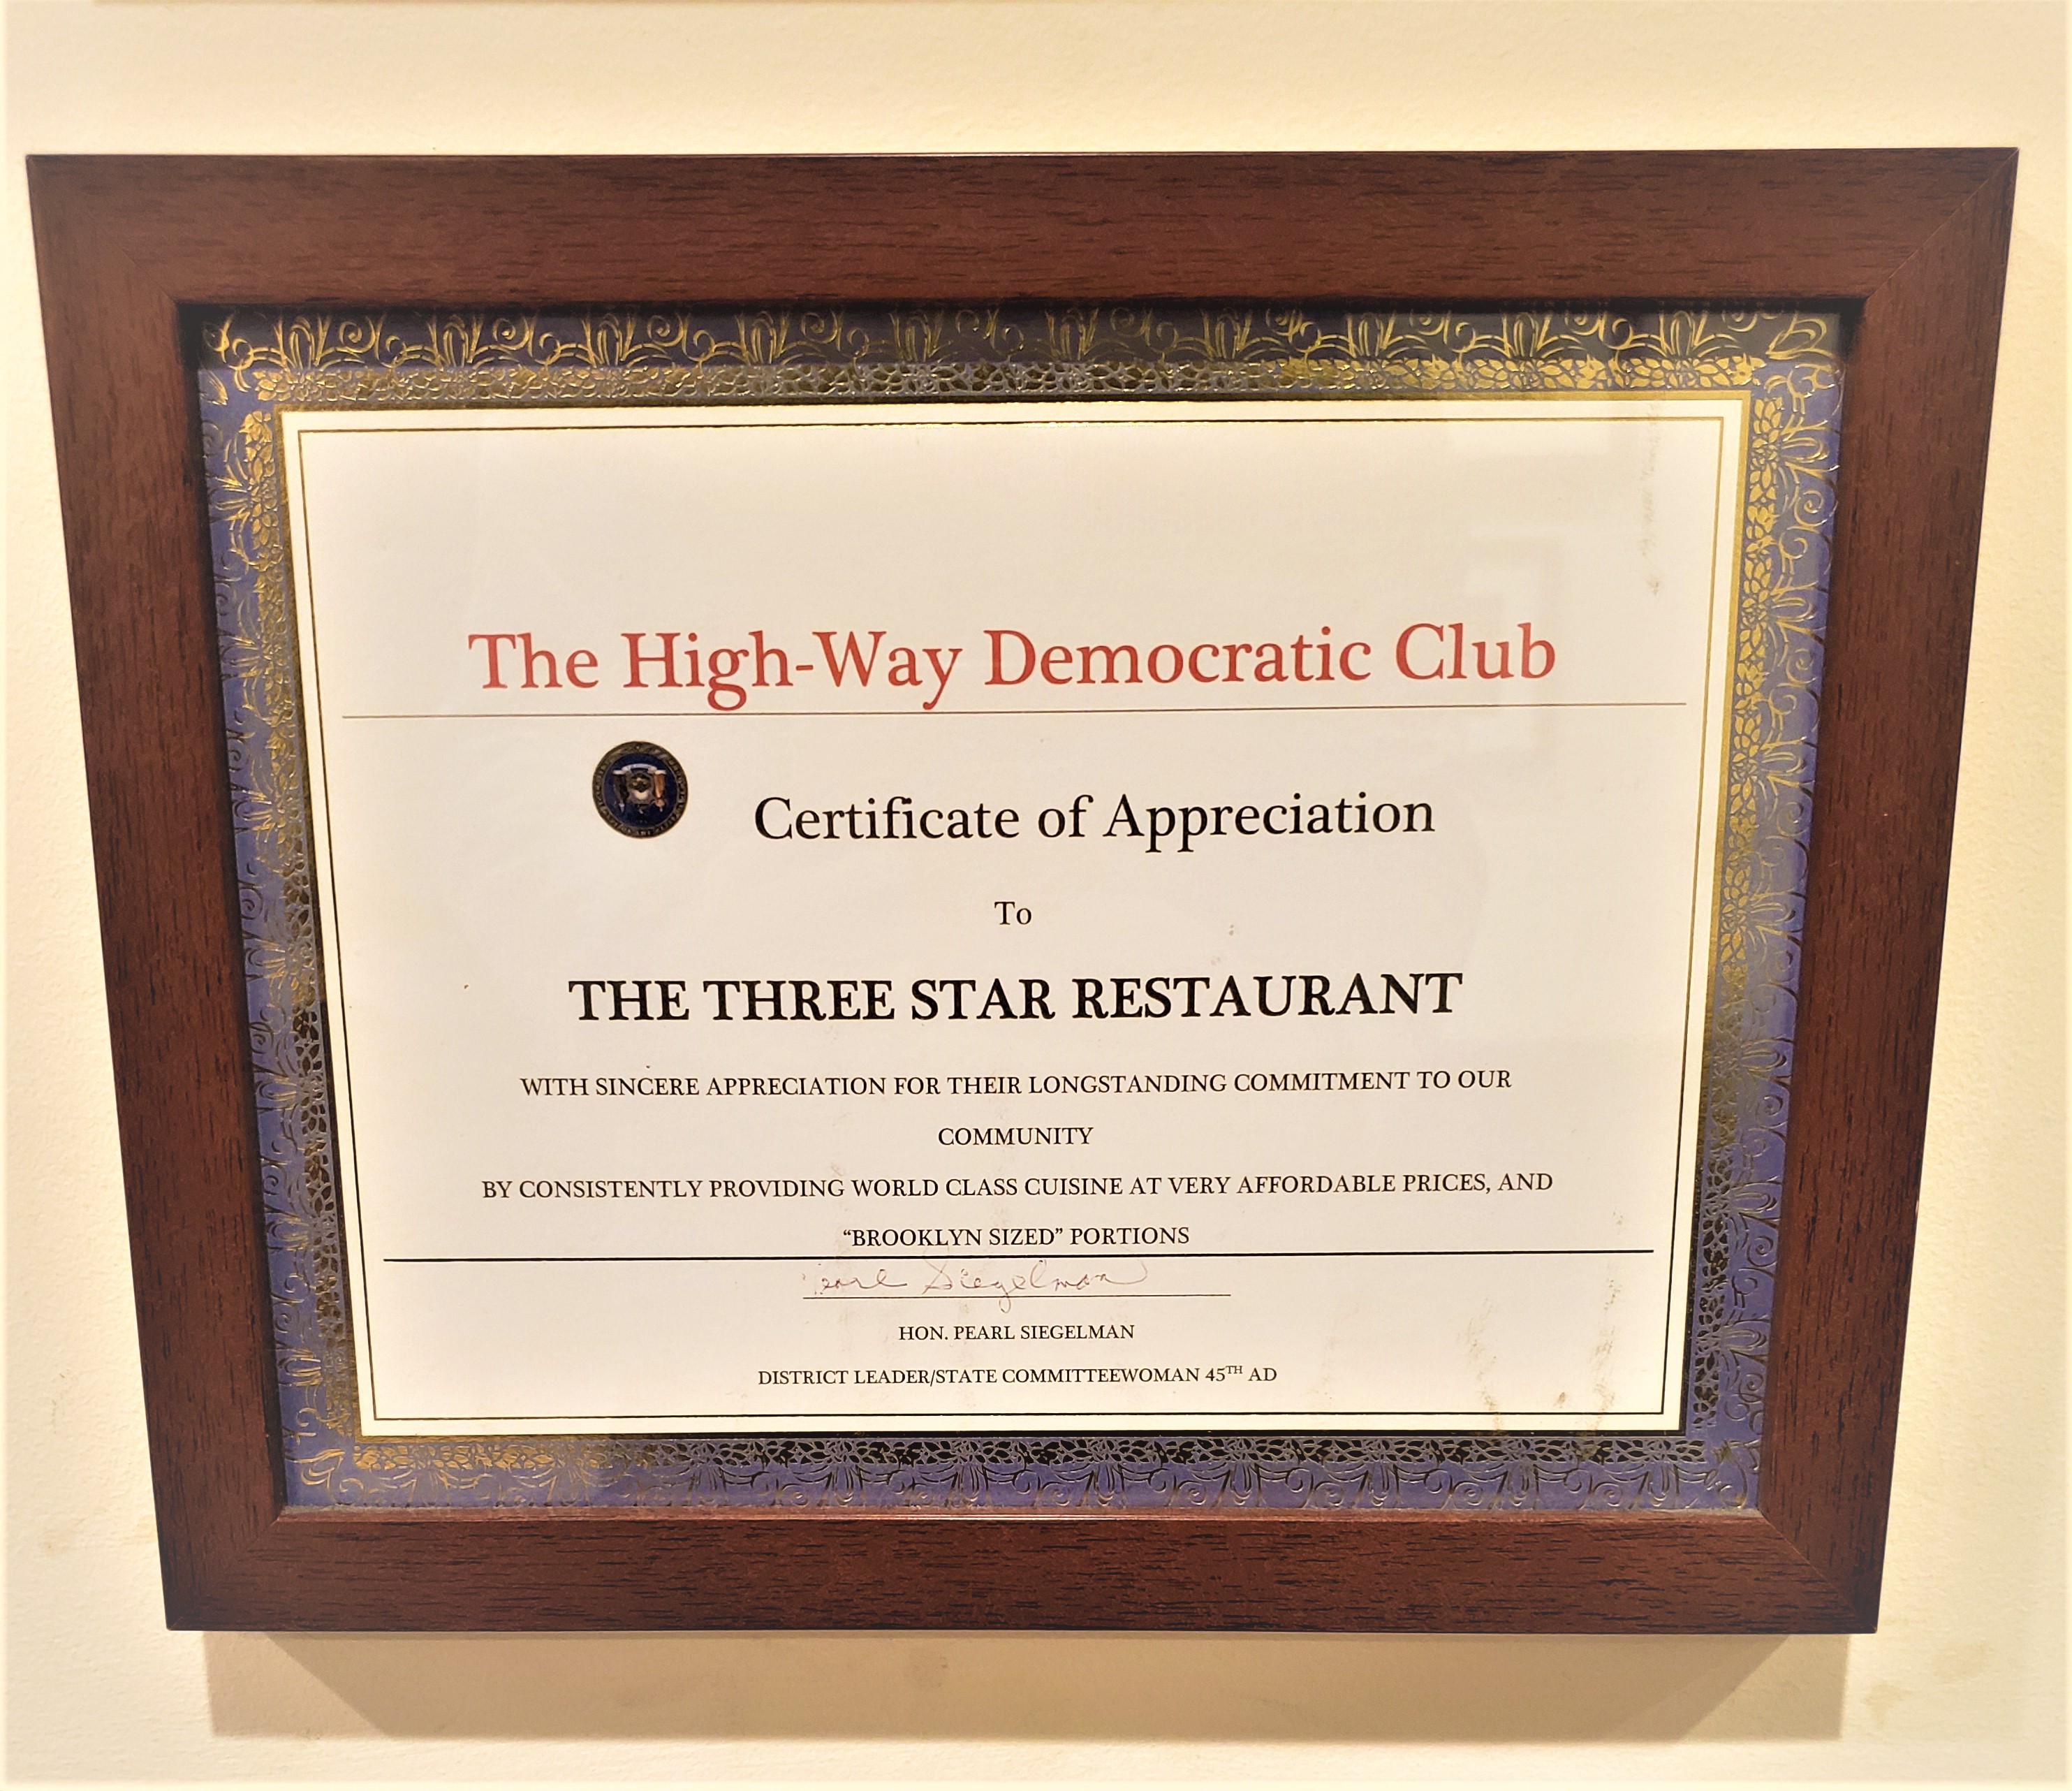 The High-Way Democratic Club
Certificate of Appreciation
To
THE THREE STAR RESTAURANT
WITH SINCERE APPRECIATION FOR THEIR LONGSTANDING COMMITMENT TO OUR
COMMUNITY
BY CONSISTENTLY PROVIDING WORLD CLASS CUISINE AT VERY AFFORDABLE PRICES, AND
“BROOKLYN SIZED” PORTIONS
Pearl Siegelman
HON. PEARL SIEGELMAN
DISTRICT LEADER/STATE COMMITTEEWOMAN 45TH AD